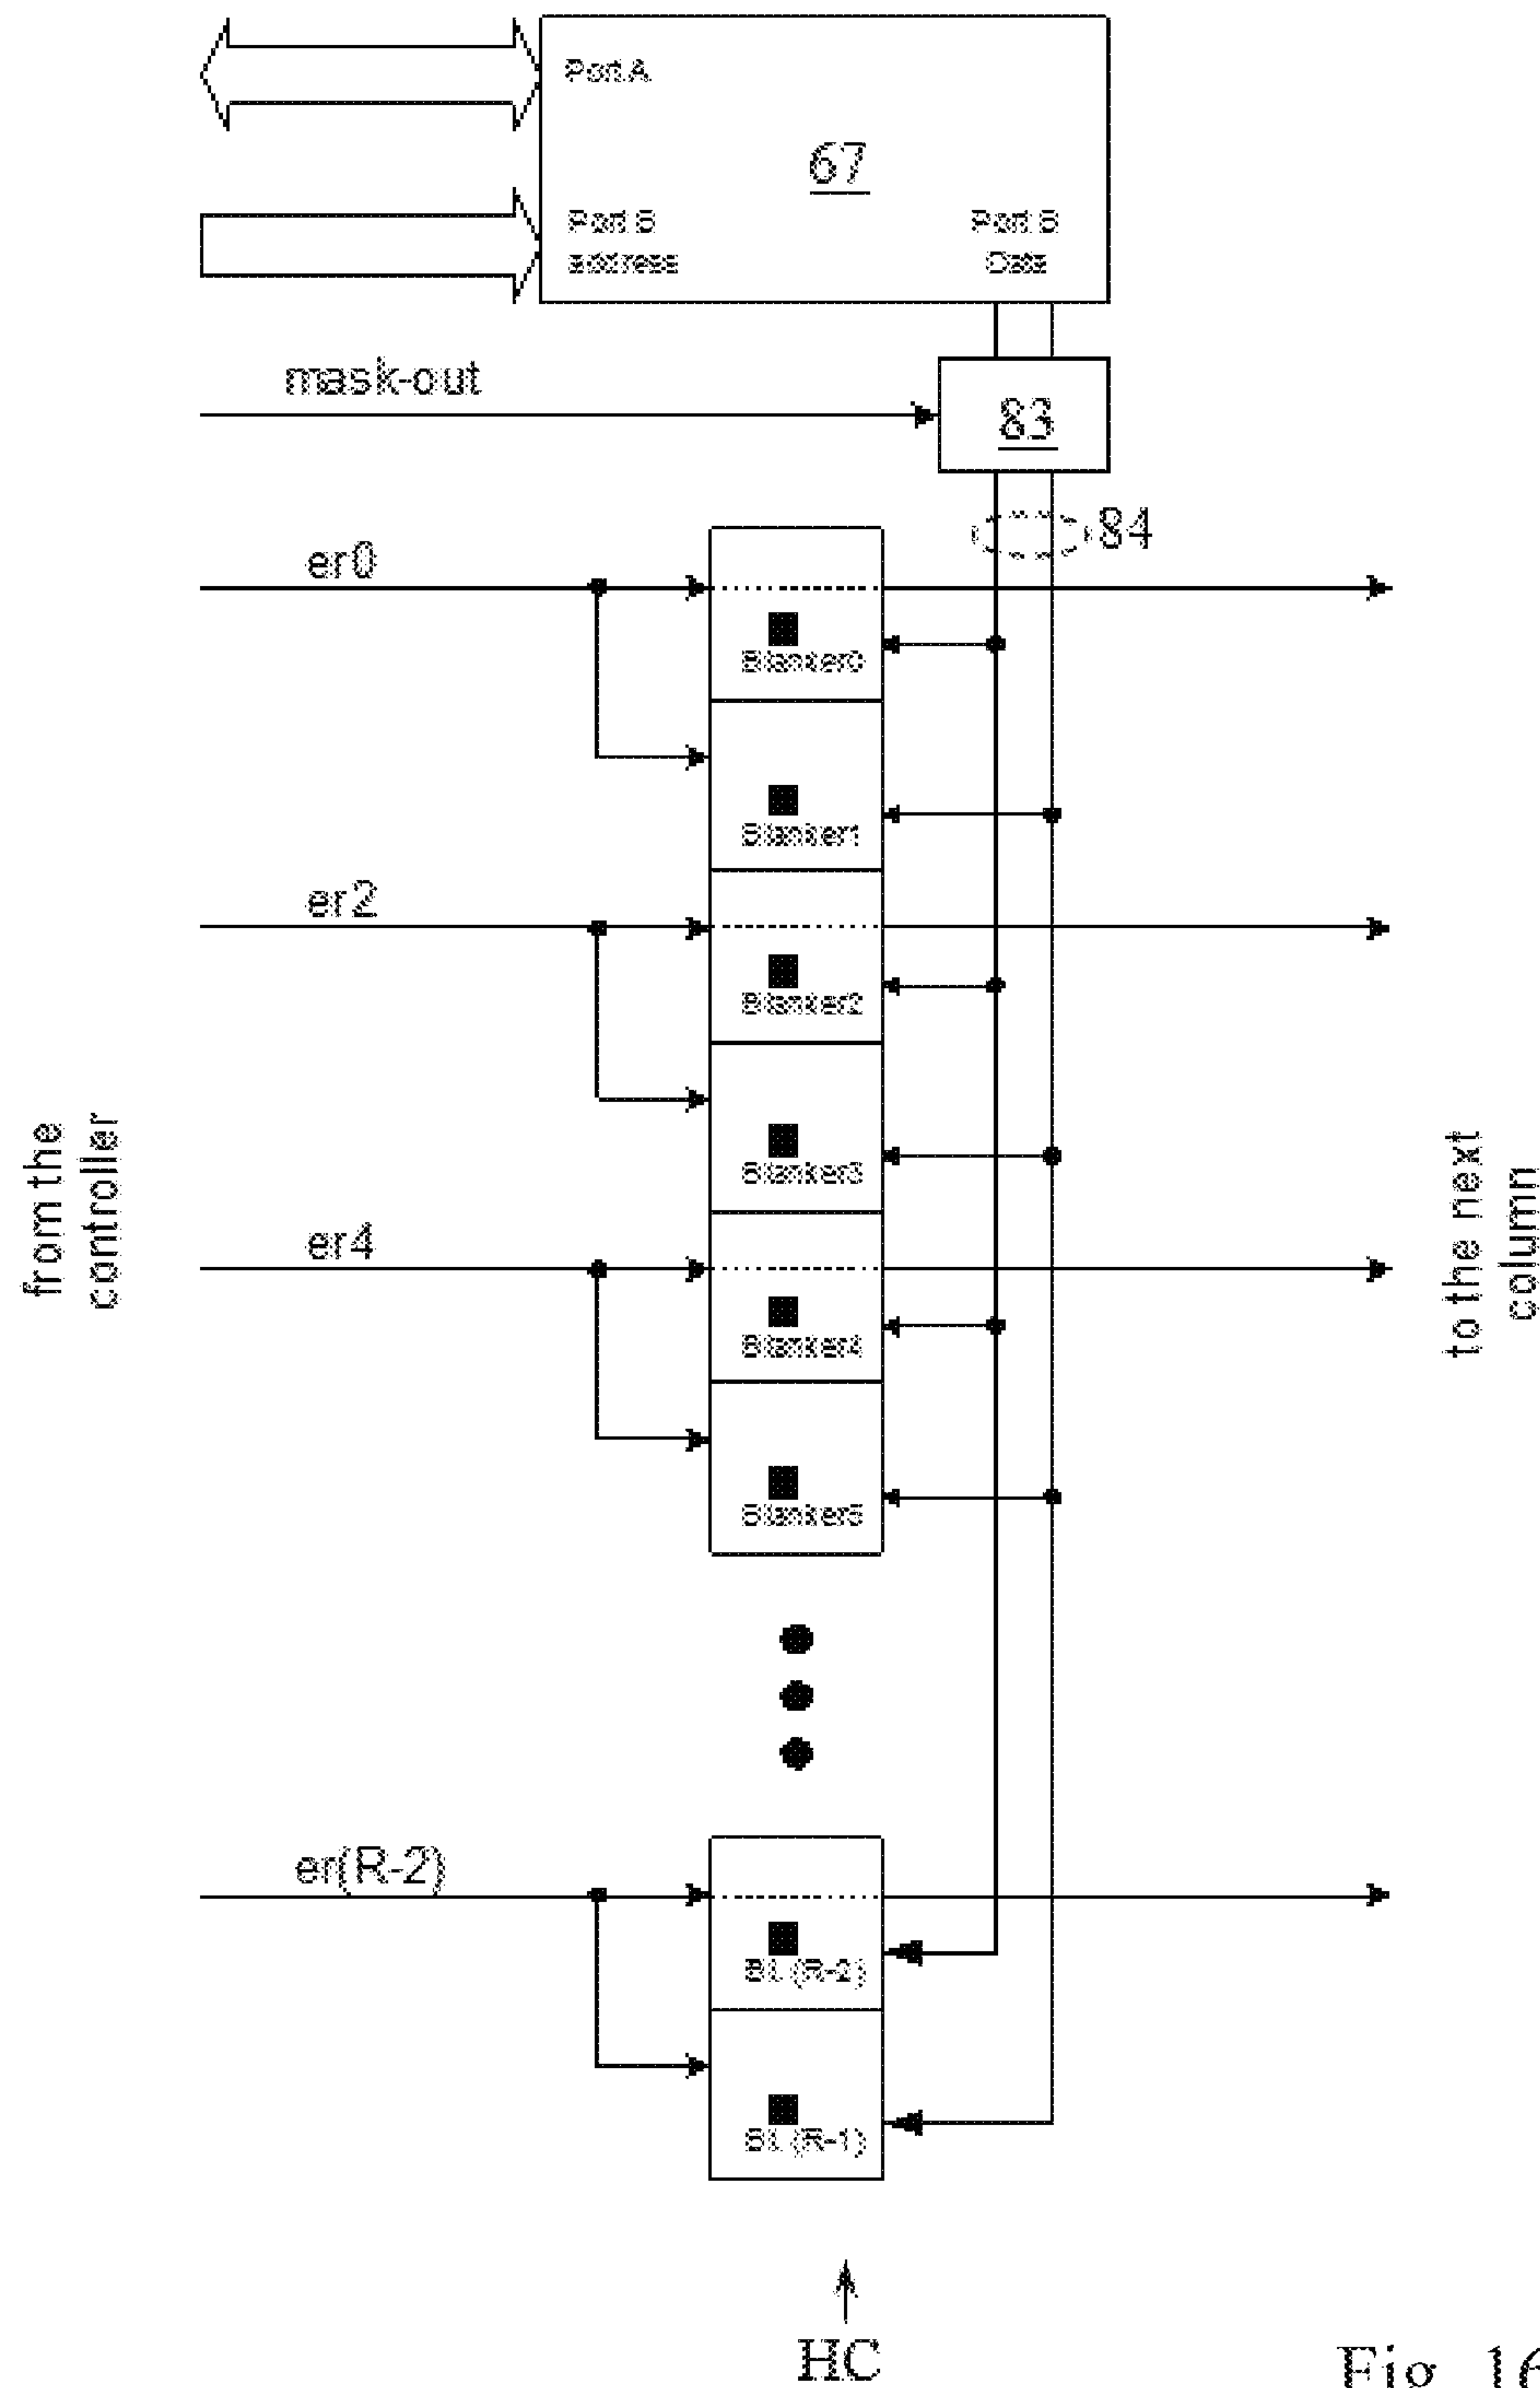 Port A
67
Port B
address
Port B
Data
mask-out
83
84
er0
Blanker0
Blanker1
er2
Blanker2
Blanker3
from the
controller
to the next
column
er4
Blanker4
Blanker5
er(R-2)
BL (R-2)
BL (R-1)
HC
Fig. 16